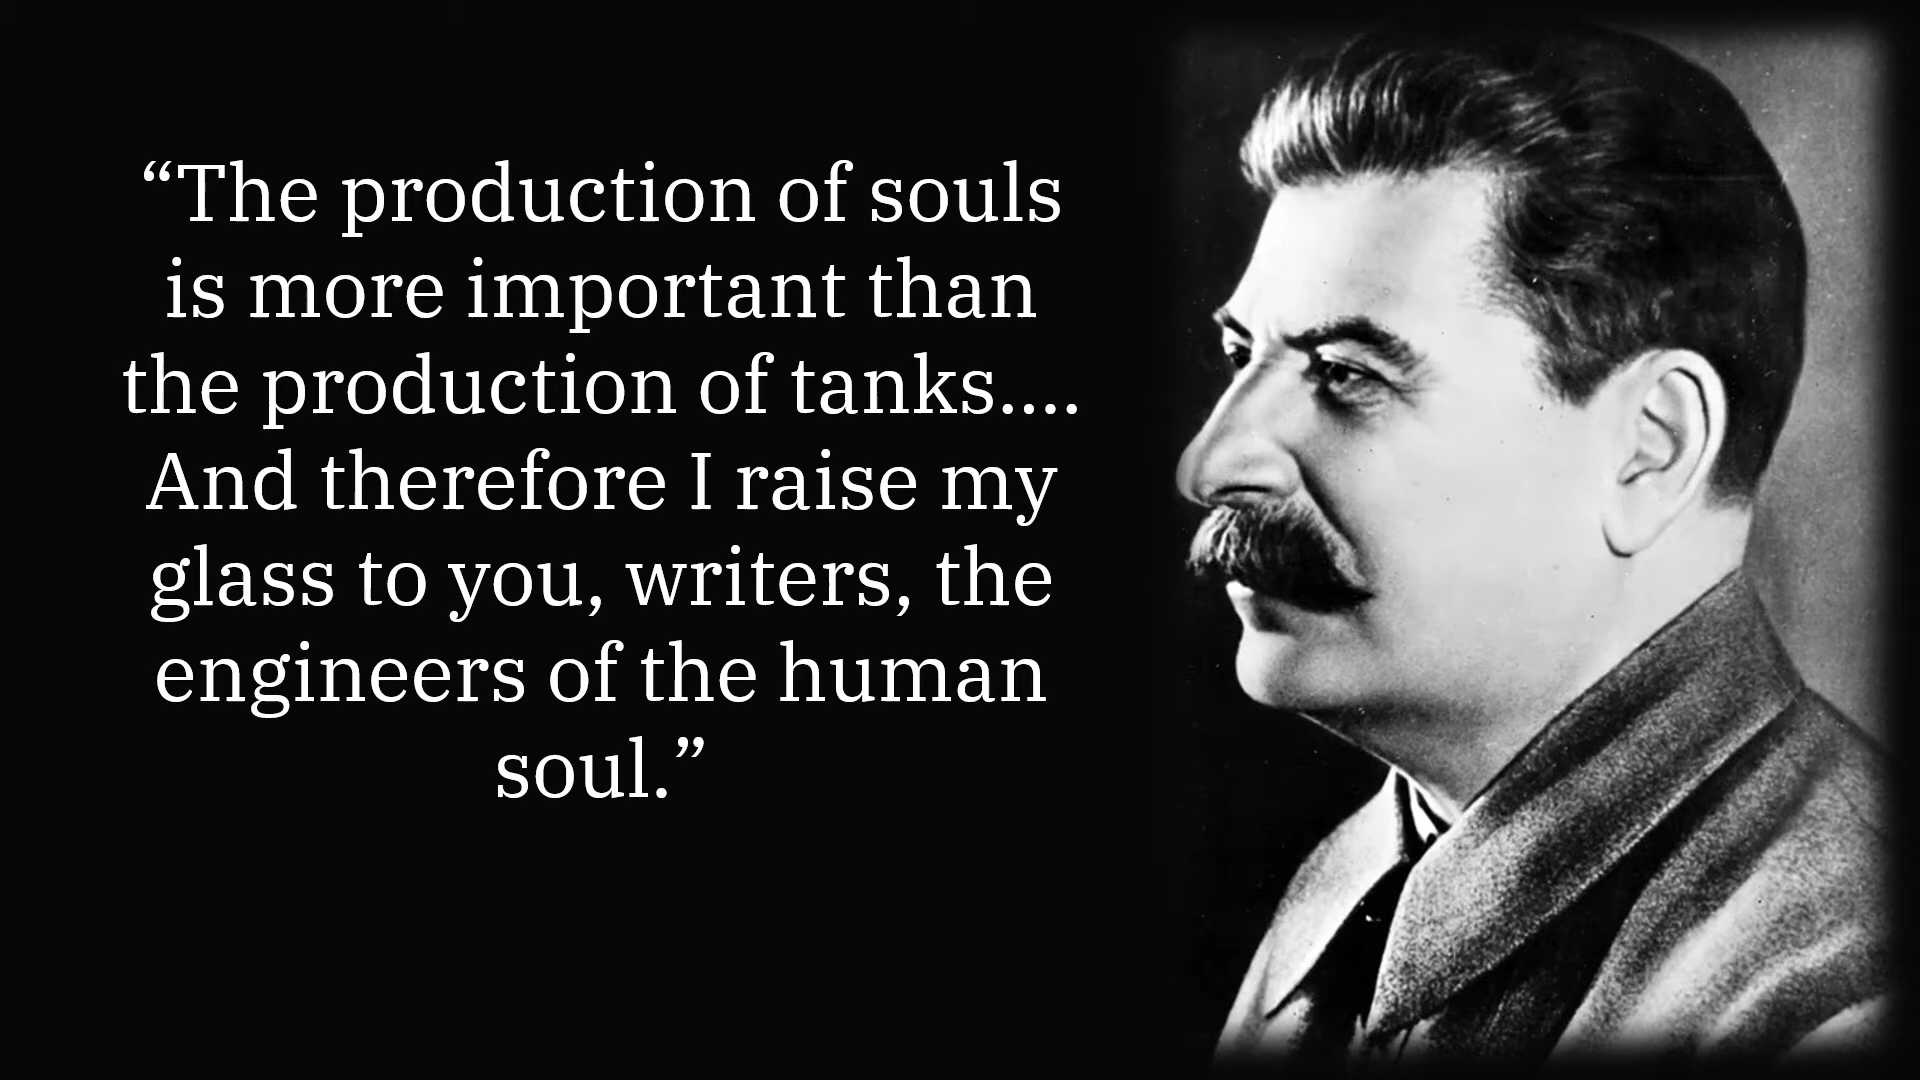 “The production of souls
is more important than
the production of tanks....
And therefore I raise my
glass to you, writers, the
engineers of the human
soul.”